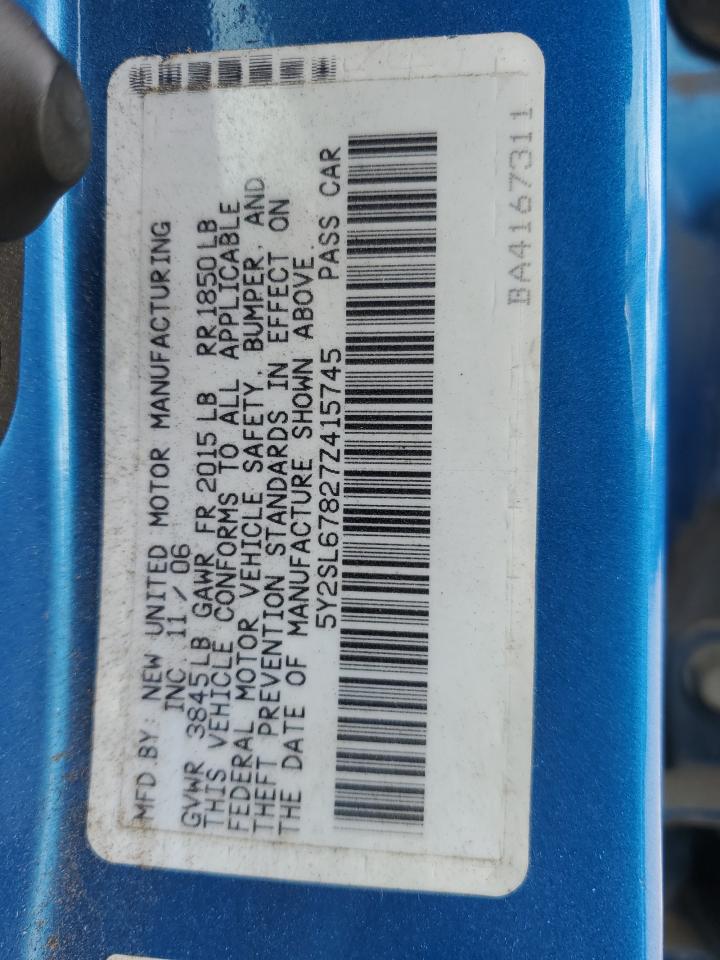 MFD.BY: NEW UNITED MOTOR MANUFACTURING
INC. 11/06
GVWR 3845LB GAWR FR 2015LB RR1850LB
THIS VEHICLE CONFORMS TO ALL APPLICABLE
FEDERAL MOTOR VEHICLE SAFETY, BUMPER, AND
THEFT PREVENTION STANDARDS IN EFFECT ON
THE DATE OF MANUFACTURE SHOWN ABOVE.
5Y2SL67827Z415745 PASS CAR
BA4167311